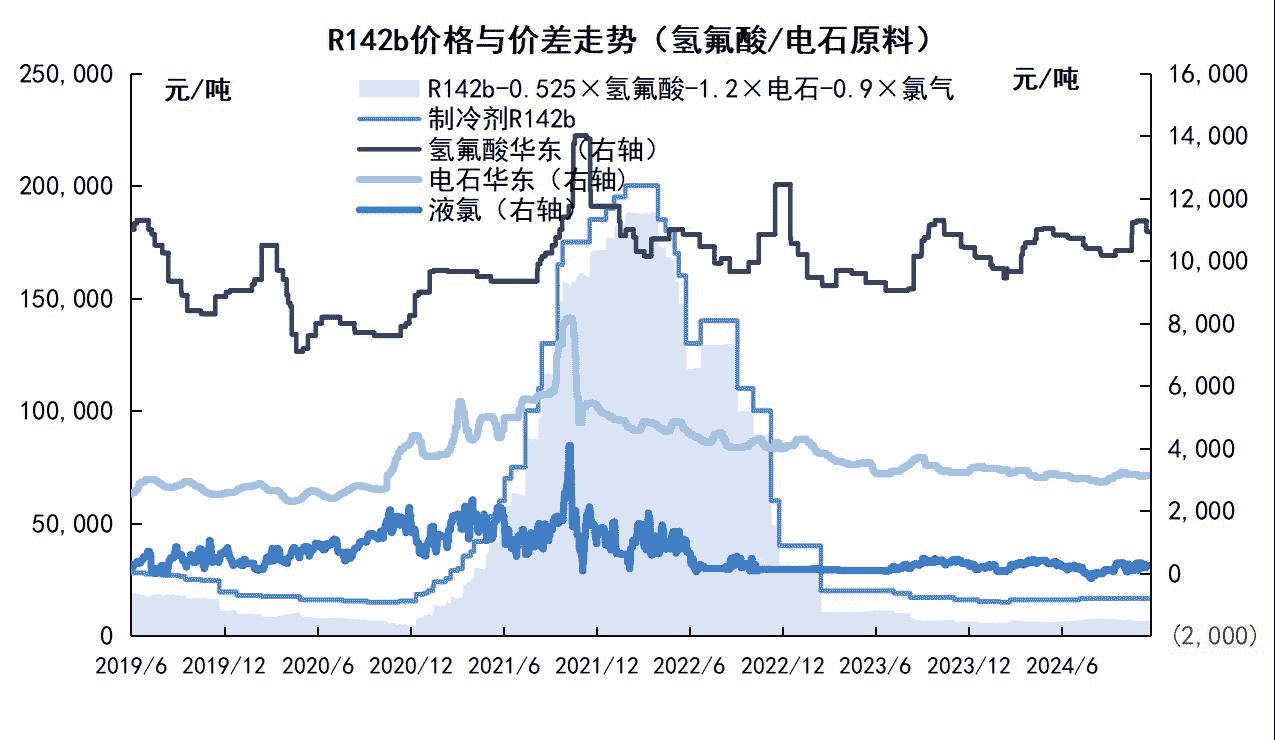 R142b价格与价差走势（氢氟酸/电石原料）
元/吨
元/吨
R142b-0.525×氢氟酸-1.2×电石-0.9×氯气
制冷剂R142b
氢氟酸华东（右轴）
电石华东（右轴）
液氯（右轴）
250,000
200,000
150,000
100,000
50,000
0
16,000
14,000
12,000
10,000
8,000
6,000
4,000
2,000
0
(2,000)
2019/6 2019/12 2020/6 2020/12 2021/6 2021/12 2022/6 2022/12 2023/6 2023/12 2024/6